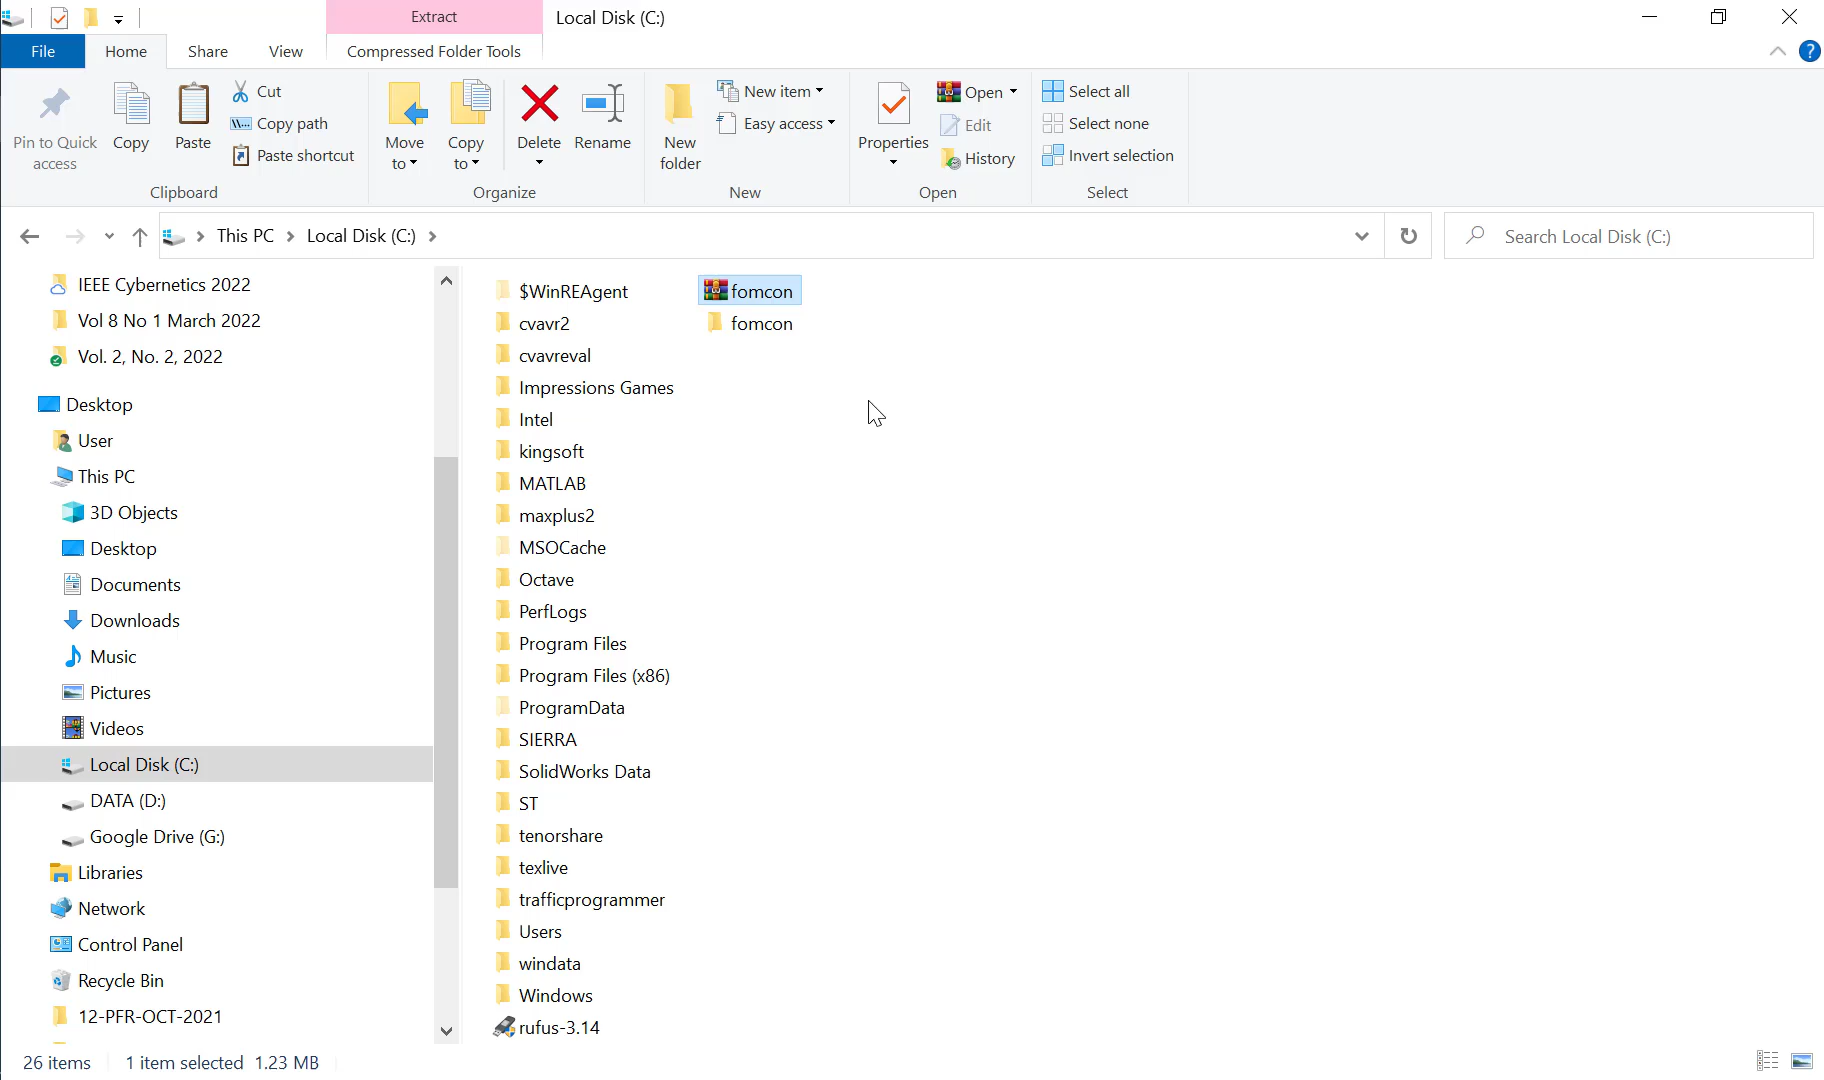 Extract
Local Disk (C:)
File
Home
Share
View
Compressed Folder Tools
Pin to Quick
access
Copy
Paste
Cut
Copy path
Paste shortcut
Clipboard
Move
to
Copy
to
Delete
Rename
Organize
New
folder
New item
Easy access
New
Properties
Open
Edit
History
Open
Select all
Select none
Invert selection
Select
This PC
Local Disk (C:)
Search Local Disk (C:)
IEEE Cybernetics 2022
Vol 8 No 1 March 2022
Vol. 2, No. 2, 2022
Desktop
User
This PC
3D Objects
Desktop
Documents
Downloads
Music
Pictures
Videos
Local Disk (C:)
DATA (D:)
Google Drive (G:)
Libraries
Network
Control Panel
Recycle Bin
12-PFR-OCT-2021
$WinREAgent
cvavr2
cvavreval
Impressions Games
Intel
kingsoft
MATLAB
maxplus2
MSOCache
Octave
PerfLogs
Program Files
Program Files (x86)
ProgramData
SIERRA
SolidWorks Data
ST
tenorshare
texlive
trafficprogrammer
Users
windata
Windows
rufus-3.14
fomcon
fomcon
26 items
1 item selected 1.23 MB